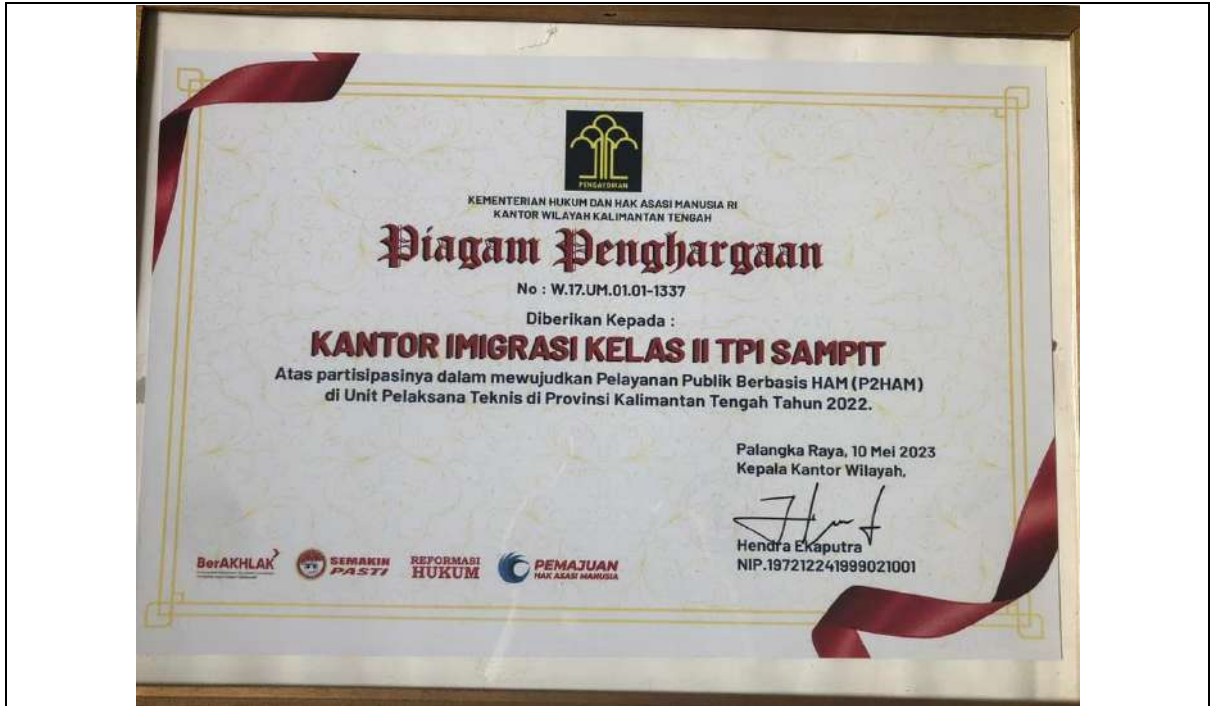 PENGAYOMAN
KEMENTERIAN HUKUM DAN HAK ASASI MANUSIA RI
KANTOR WILAYAH KALIMANTAN TENGAH
Piagam Penghargaan
No : W.17.UM.01.01-1337
Diberikan Kepada :
KANTOR IMIGRASI KELAS II TPI SAMPIT
Atas partisipasinya dalam mewujudkan Pelayanan Publik Berbasis HAM (P2HAM)
di Unit Pelaksana Teknis di Provinsi Kalimantan Tengah Tahun 2022.
Palangka Raya, 10 Mei 2023
Kepala Kantor Wilayah,
Hendra Ekaputra
NIP.197212241999021001
BerAKHLAK
SEMAKIN
PASTI
REFORMASI
HUKUM
PEMAJUAN
HAK ASASI MANUSIA